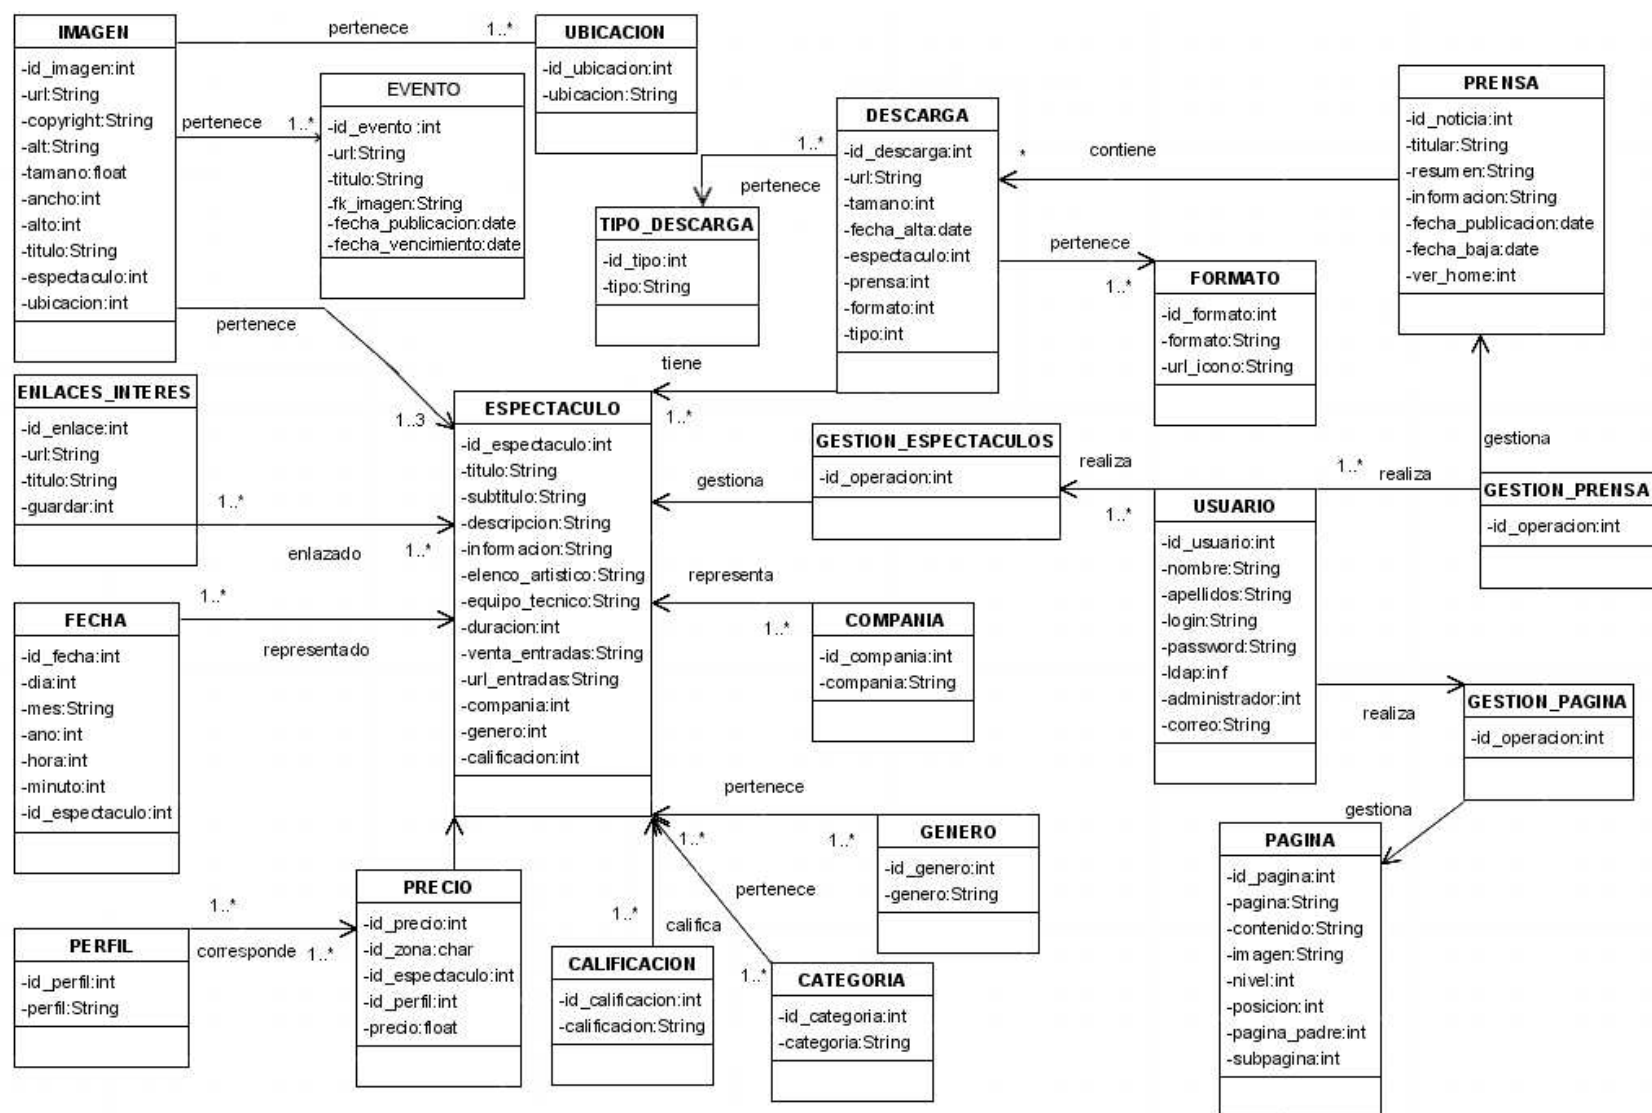 IMAGEN
-id_imagen:int
-url:String
-copyright:String
-alt:String
-tamano:float
-ancho:int
-alto:int
-titulo:String
-espectaculo:int
-ubicacion:int
pertenece
1..*
UBICACION
-id_ubicacion:int
-ubicacion:String
pertenece
1..*
EVENTO
-id_evento :int
-url:String
-titulo:String
-fk_imagen:String
-fecha_publicacion:date
-fecha_vencimiento:date
pertenece
1..3
DESCARGA
-id_descarga:int
-url:String
-tamano:int
-fecha_alta:date
-espectaculo:int
-prensa:int
-formato:int
-tipo:int
1..*
pertenece
TIPO_DESCARGA
-id_tipo:int
-tipo:String
*
contiene
PRENSA
-id_noticia:int
-titular:String
-resumen:String
-informacion:String
-fecha_publicacion:date
-fecha_baja:date
-ver_home:int
pertenece
1..*
FORMATO
-id_formato:int
-formato:String
-url_icono:String
tiene
1..*
ENLACES_INTERES
-id_enlace:int
-url:String
-titulo:String
-guardar:int
1..*
enlazado
1..*
ESPECTACULO
-id_espectaculo:int
-titulo:String
-subtitulo:String
-descripcion:String
-informacion:String
-elenco_artistico:String
-equipo_tecnico:String
-duracion:int
-venta_entradas:String
-url_entradas:String
-compania:int
-genero:int
-calificacion:int
gestiona
GESTION_ESPECTACULOS
-id_operacion:int
realiza
1..*
1..*
realiza
gestiona
GESTION_PRENSA
-id_operacion:int
USUARIO
-id_usuario:int
-nombre:String
-apellidos:String
-login:String
-password:String
-ldap:inf
-administrador:int
-correo:String
representa
1..*
COMPANIA
-id_compania:int
-compania:String
FECHA
-id_fecha:int
-dia:int
-mes:String
-ano:int
-hora:int
-minuto:int
-id_espectaculo:int
1..*
representado
realiza
GESTION_PAGINA
-id_operacion:int
gestiona
PAGINA
-id_pagina:int
-pagina:String
-contenido:String
-imagen:String
-nivel:int
-posicion:int
-pagina_padre:int
-subpagina:int
pertenece
1..*
1..*
GENERO
-id_genero:int
-genero:String
pertenece
1..*
CATEGORIA
-id_categoria:int
-categoria:String
1..*
califica
CALIFICACION
-id_calificacion:int
-calificacion:String
PRECIO
-id_precio:int
-id_zona:char
-id_espectaculo:int
-id_perfil:int
-precio:float
1..*
corresponde
1..*
PERFIL
-id_perfil:int
-perfil:String